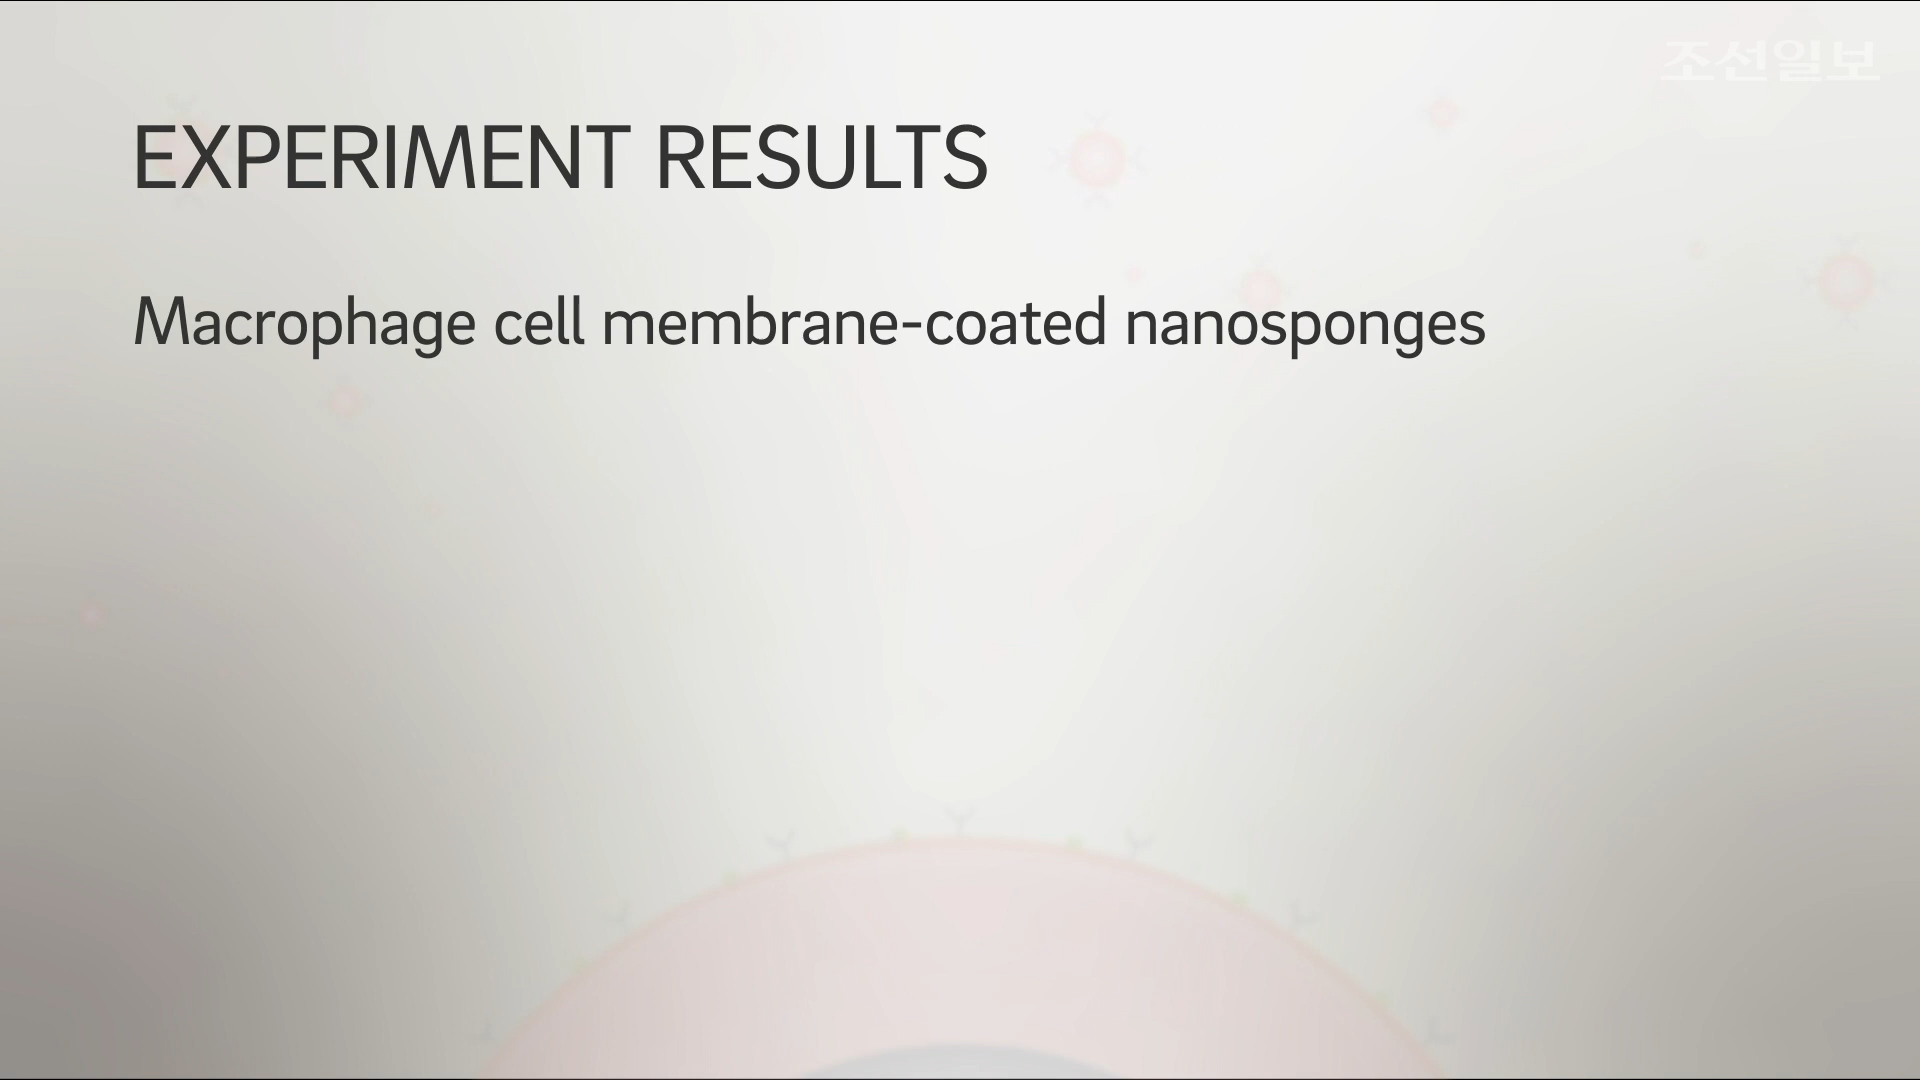 조선일보
EXPERIMENT RESULTS
Macrophage cell membrane-coated nanosponges